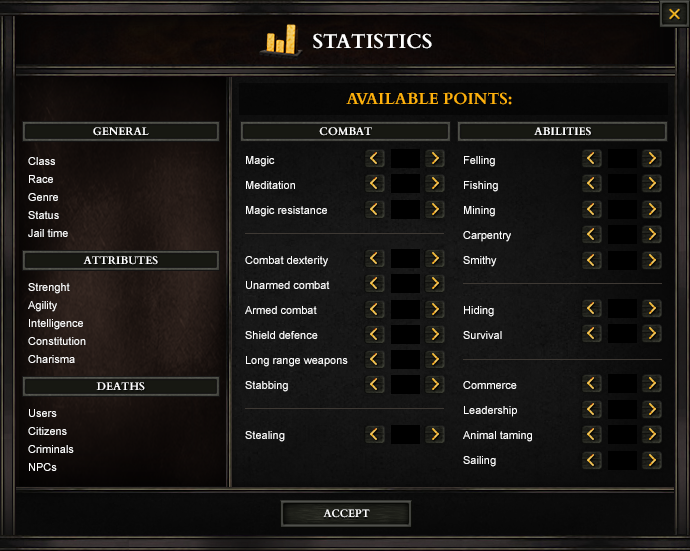 STATISTICS
AVAILABLE POINTS:
GENERAL
Class
Race
Genre
Status
Jail time
ATTRIBUTES
Strenght
Agility
Intelligence
Constitution
Charisma
DEATHS
Users
Citizens
Criminals
NPCs
COMBAT
Magic
Meditation
Magic resistance
Combat dexterity
Unarmed combat
Armed combat
Shield defence
Long range weapons
Stabbing
Stealing
ABILITIES
Felling
Fishing
Mining
Carpentry
Smithy
Hiding
Survival
Commerce
Leadership
Animal taming
Sailing
ACCEPT